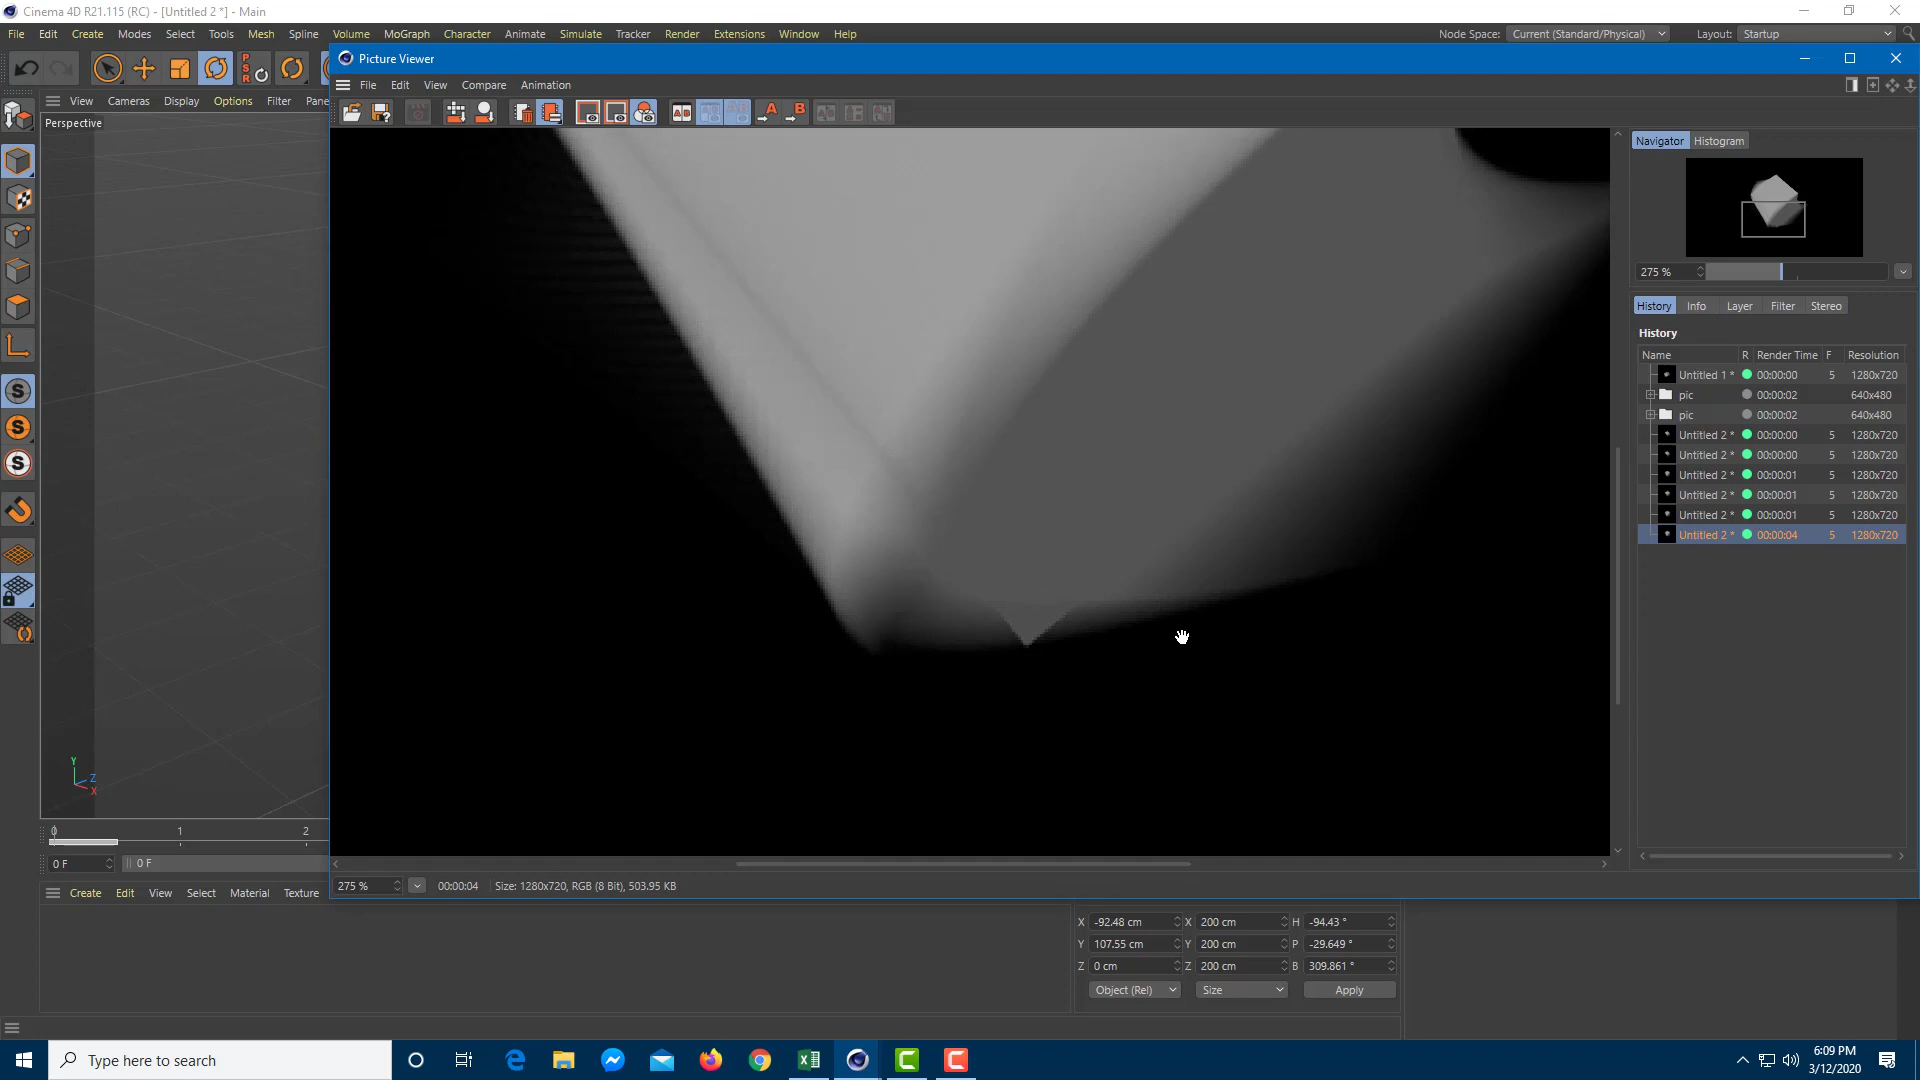 Cinema 4D R21.115 (RC) - [Untitled 2 *] - Main
File Edit Create Modes Select Tools Mesh Spline Volume MoGraph Character Animate Simulate Tracker Render Extensions Window Help
Node Space: Current (Standard/Physical) Layout: Startup
Picture Viewer
File Edit View Compare Animation
View Cameras Display Options Filter Pane
Perspective
Navigator Histogram
275 %
History Info Layer Filter Stereo
History
Name R Render Time F Resolution
Untitled 1 * 00:00:00 5 1280x720
pic 00:00:02 640x480
pic 00:00:02 640x480
Untitled 2 * 00:00:00 5 1280x720
Untitled 2 * 00:00:00 5 1280x720
Untitled 2 * 00:00:01 5 1280x720
Untitled 2 * 00:00:01 5 1280x720
Untitled 2 * 00:00:01 5 1280x720
Untitled 2 * 00:00:04 5 1280x720
Y
Z
X
0 1 2
0 F 0 F
275 % 00:00:04 Size: 1280x720, RGB (8 Bit), 503.95 KB
Create Edit View Select Material Texture
X -92.48 cm X 200 cm H -94.43 °
Y 107.55 cm Y 200 cm P -29.649 °
Z 0 cm Z 200 cm B 309.861 °
Object (Rel) Size Apply
Type here to search
6:09 PM
3/12/2020